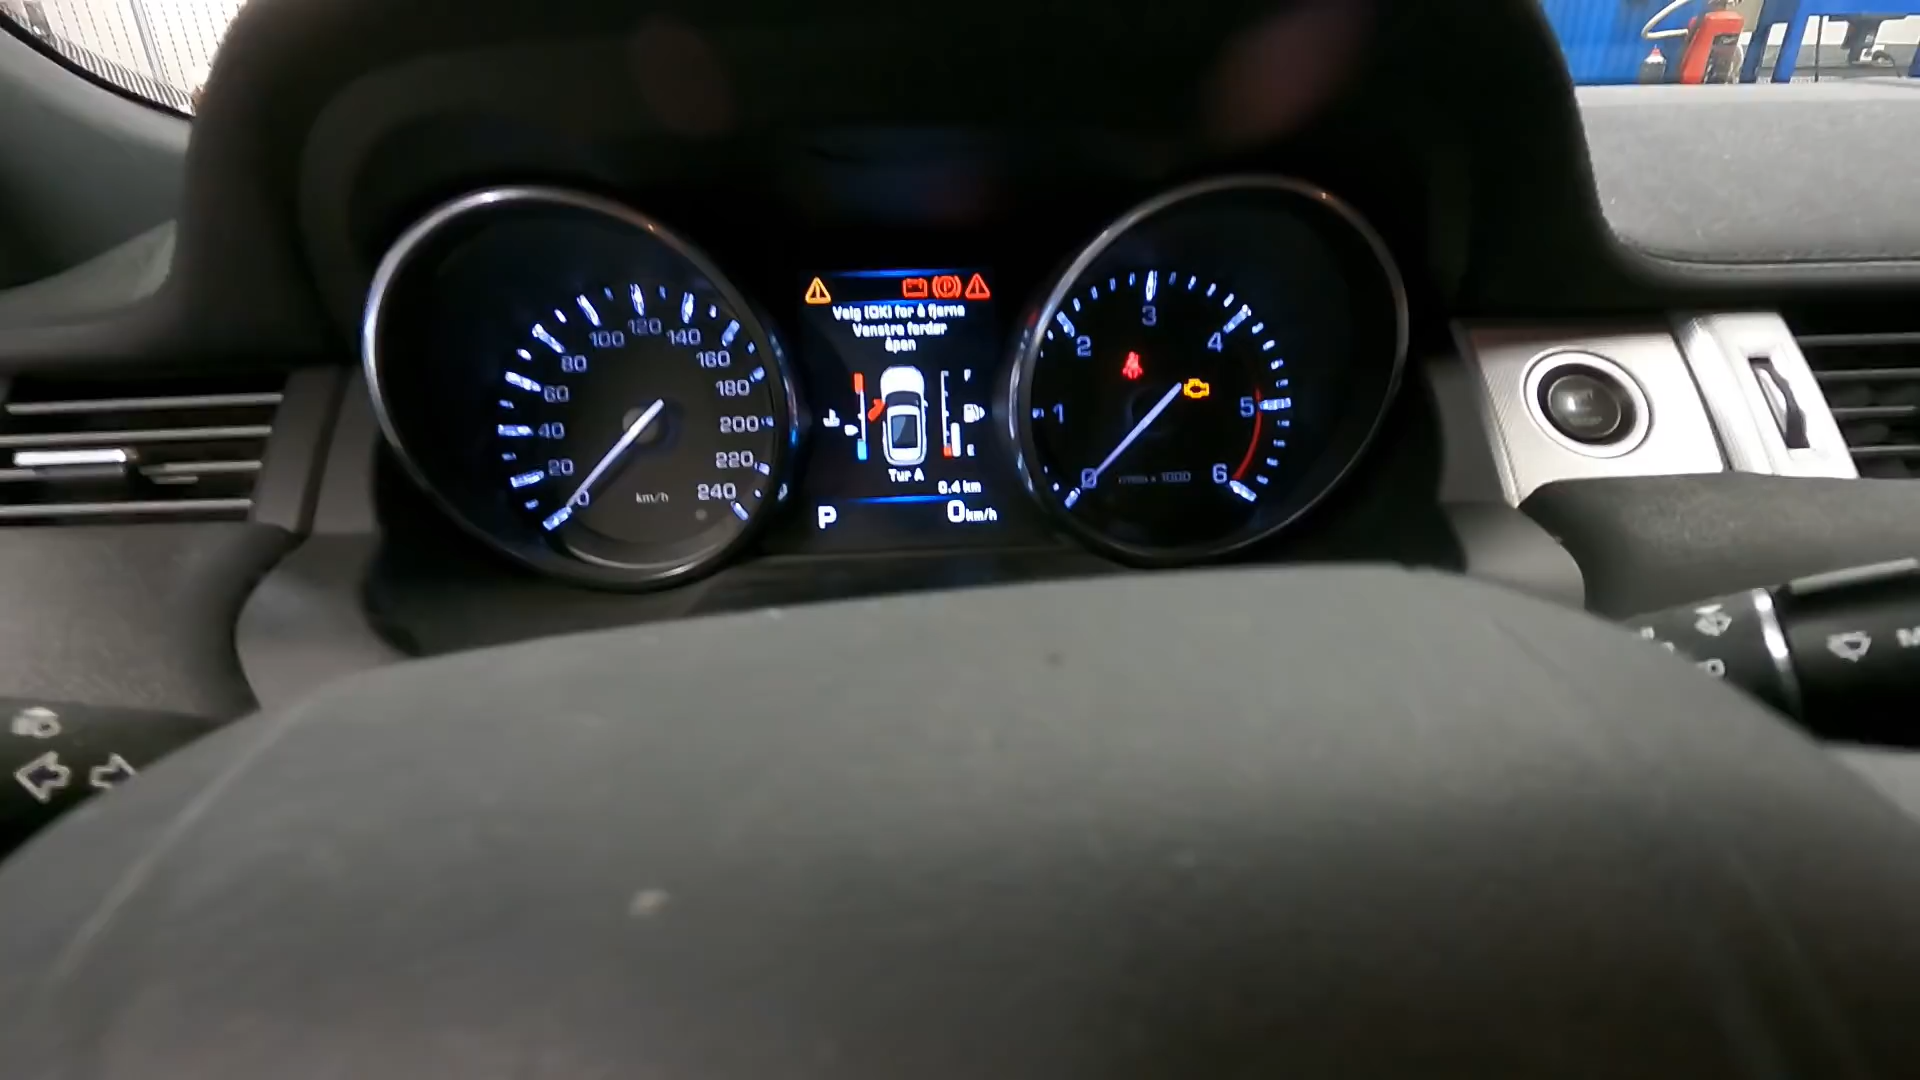 Velg (OK) for å fjerne
Venstre fordør
åpen
F
E
Tur A
0.4 km
P
0km/h
0
20
40
60
80
100
120
140
160
180
200
220
240
km/h
0
1
2
3
4
5
6